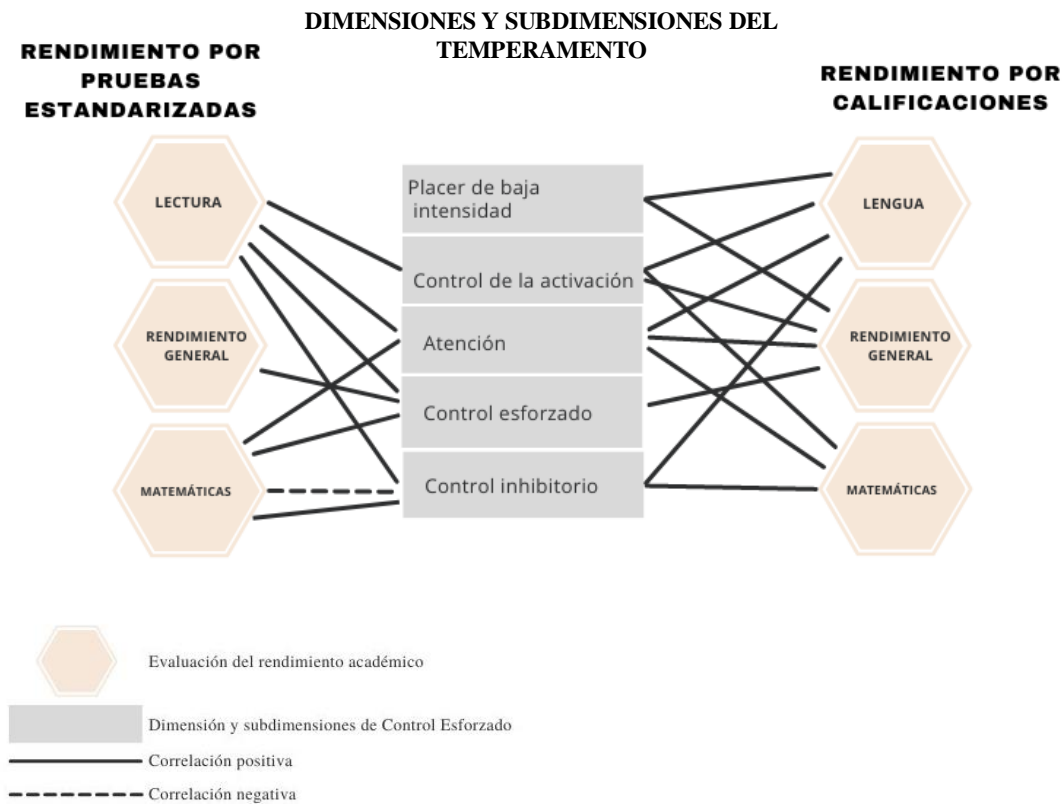 DIMENSIONES Y SUBDIMENSIONES DEL
TEMPERAMENTO
RENDIMIENTO POR
PRUEBAS
ESTANDARIZADAS
RENDIMIENTO POR
CALIFICACIONES
LECTURA
RENDIMIENTO
GENERAL
MATEMÁTICAS
Placer de baja
intensidad
Control de la activación
Atención
Control esforzado
Control inhibitorio
LENGUA
RENDIMIENTO
GENERAL
MATEMÁTICAS
Evaluación del rendimiento académico
Dimensión y subdimensiones de Control Esforzado
Correlación positiva
Correlación negativa